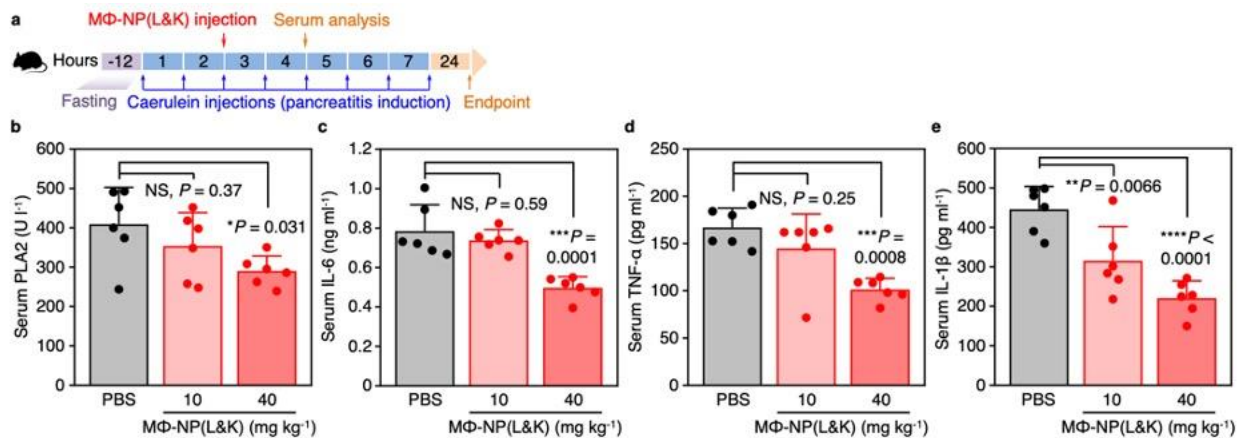 a
MΦ-NP(L&K) injection
Serum analysis
Hours -12 1 2 3 4 5 6 7 24
Fasting
Caerulein injections (pancreatitis induction)
Endpoint
b
Serum PLA2 (U l⁻¹)
600
500
400
300
200
100
0
NS, P = 0.37
*P = 0.031
PBS 10 40
MΦ-NP(L&K) (mg kg⁻¹)
c
Serum IL-6 (ng ml⁻¹)
1.2
1.0
0.8
0.6
0.4
0.2
0
NS, P = 0.59
***P =
0.0001
PBS 10 40
MΦ-NP(L&K) (mg kg⁻¹)
d
Serum TNF-α (pg ml⁻¹)
250
200
150
100
50
0
NS, P = 0.25
***P =
0.0008
PBS 10 40
MΦ-NP(L&K) (mg kg⁻¹)
e
Serum IL-1β (pg ml⁻¹)
600
500
400
300
200
100
0
**P = 0.0066
****P <
0.0001
PBS 10 40
MΦ-NP(L&K) (mg kg⁻¹)